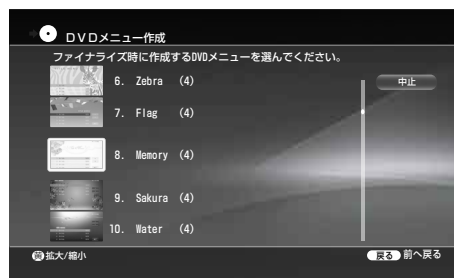 DVDメニュー作成
ファイナライズ時に作成するDVDメニューを選んでください。
6. Zebra (4)
中止
7. Flag (4)
8. Memory (4)
9. Sakura (4)
10. Water (4)
黄 拡大/縮小
戻る 前へ戻る